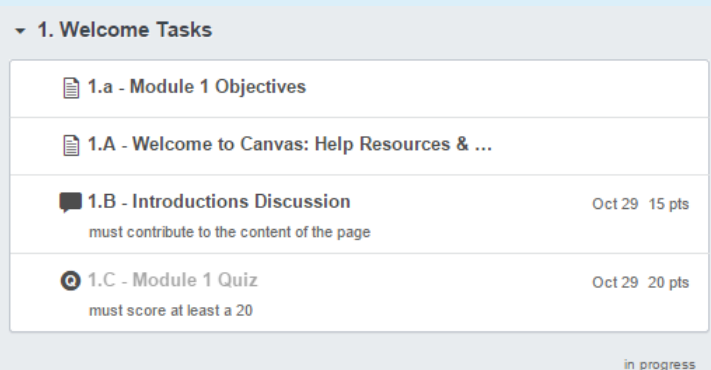 1. Welcome Tasks
1.a - Module 1 Objectives
1.A - Welcome to Canvas: Help Resources & ...
1.B - Introductions Discussion
Oct 29 15 pts
must contribute to the content of the page
Q 1.C - Module 1 Quiz
Oct 29 20 pts
must score at least a 20
in progress